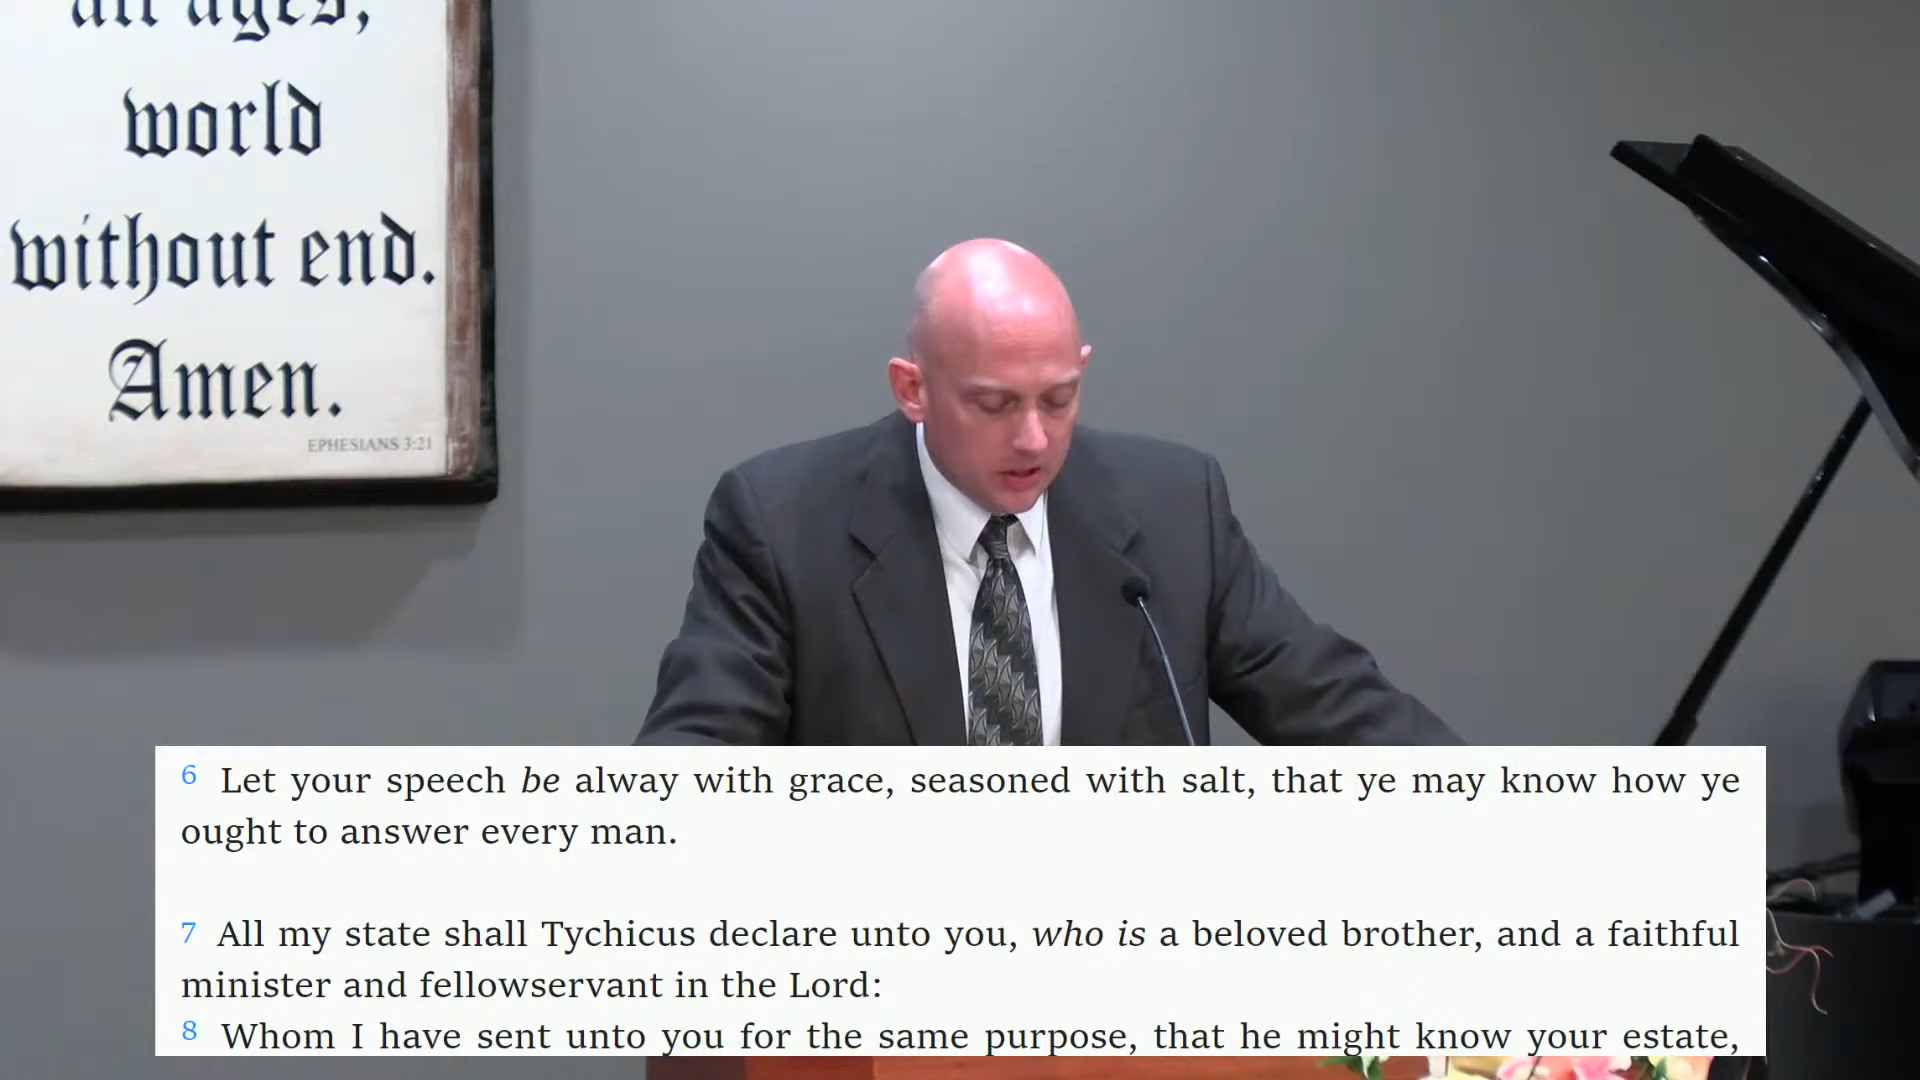 all ages,
world
without end.
Amen.
EPHESIANS 3:21
6 Let your speech be alway with grace, seasoned with salt, that ye may know how ye
ought to answer every man.
7 All my state shall Tychicus declare unto you, who is a beloved brother, and a faithful
minister and fellowservant in the Lord:
8 Whom I have sent unto you for the same purpose, that he might know your estate,